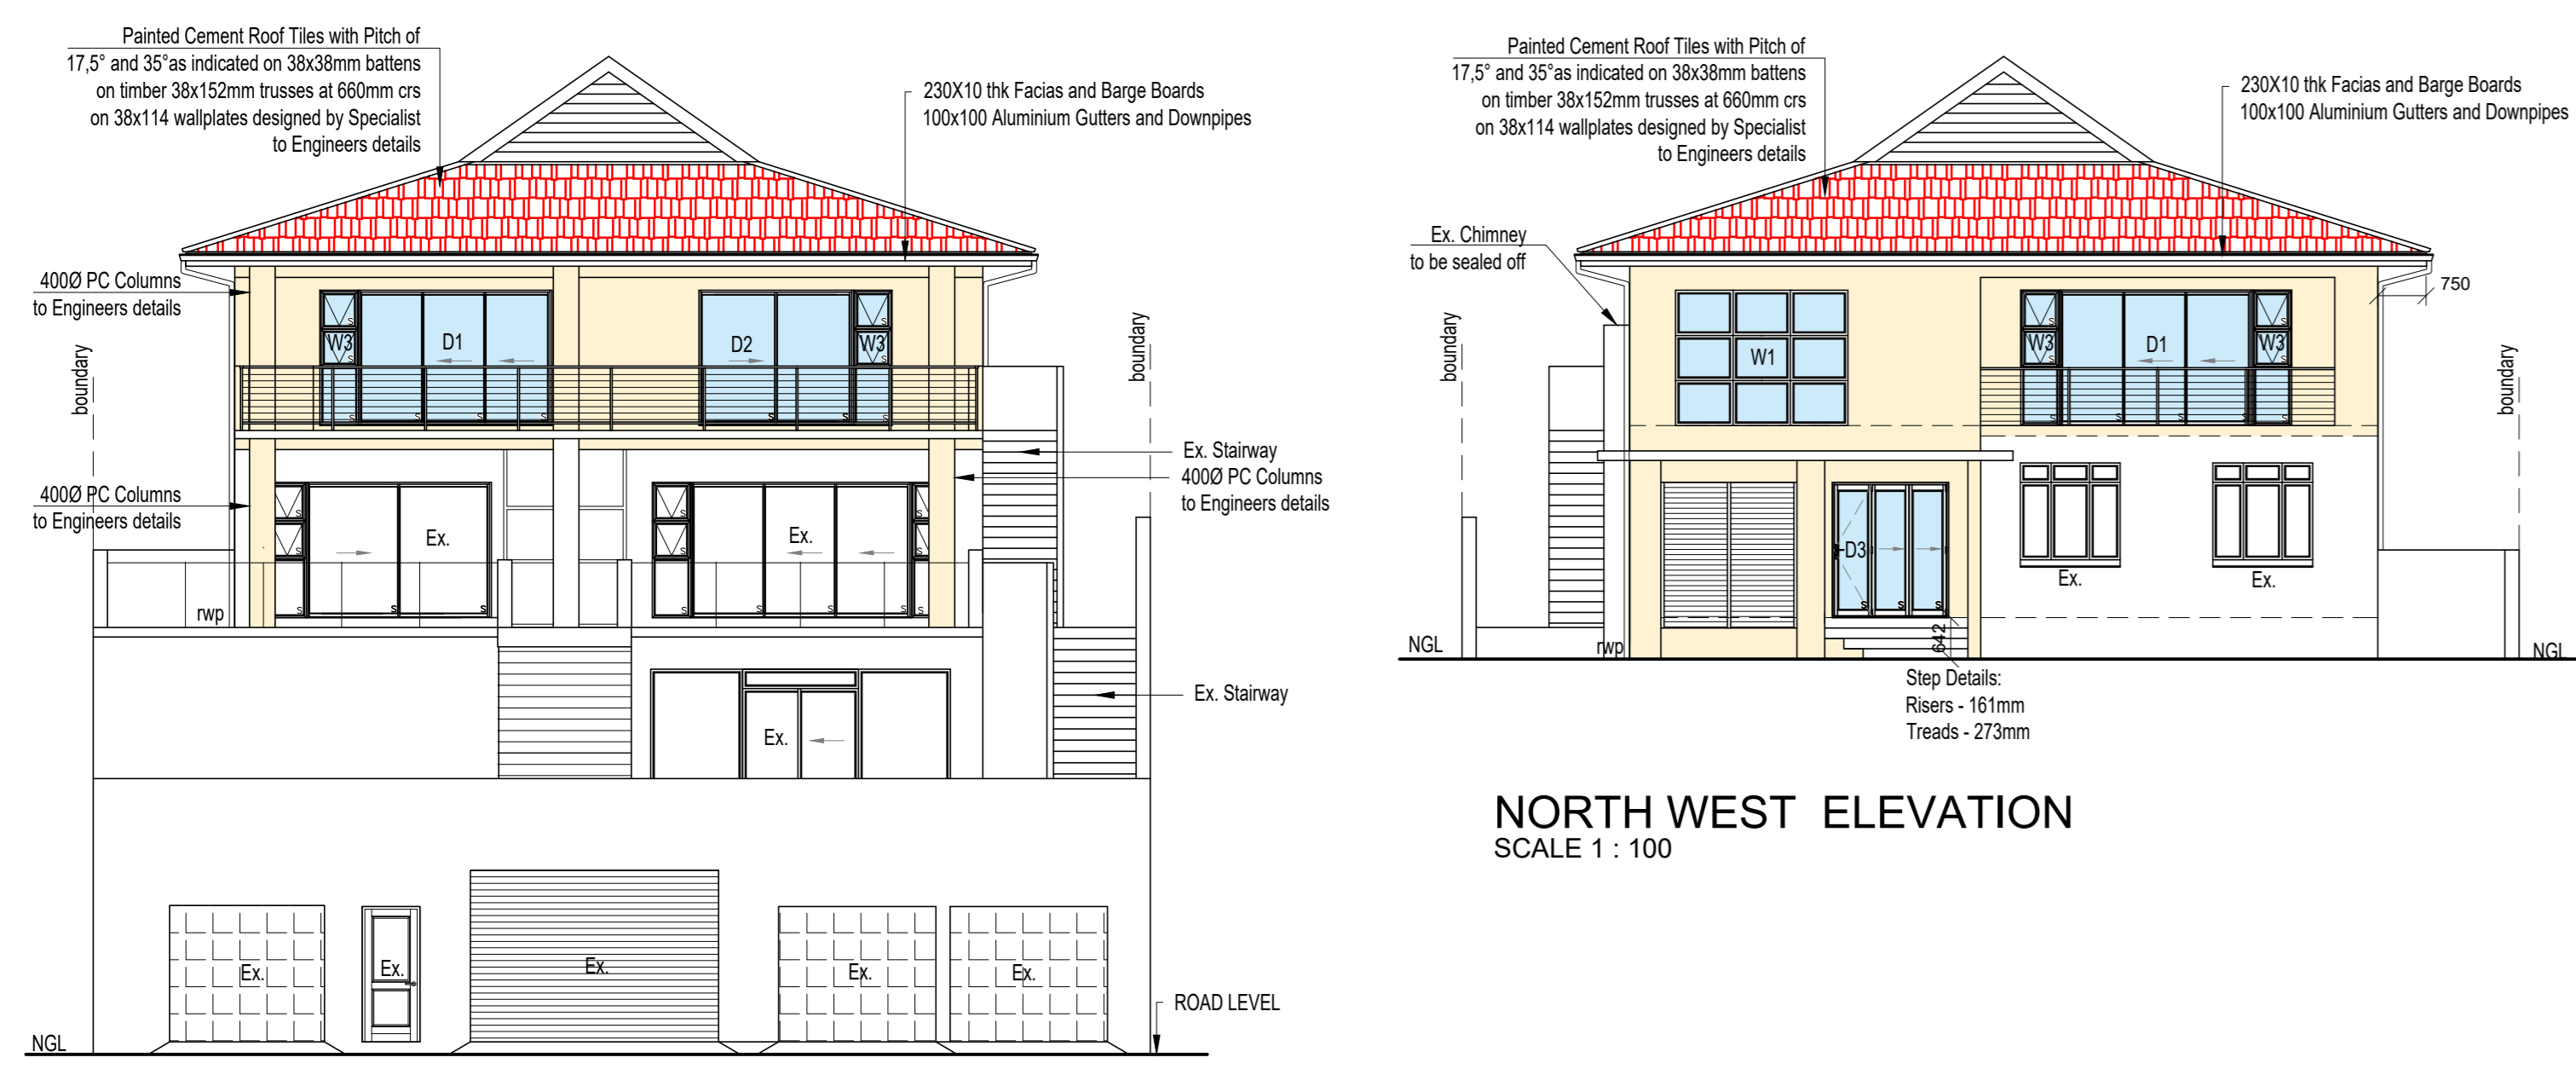 Painted Cement Roof Tiles with Pitch of
17,5° and 35°as indicated on 38x38mm battens
on timber 38x152mm trusses at 660mm crs
on 38x114 wallplates designed by Specialist
to Engineers details
230X10 thk Facias and Barge Boards
100x100 Aluminium Gutters and Downpipes
400Ø PC Columns
to Engineers details
boundary
W3
S
S
D1
S
S
S
S
D2
S
W3
S
S
S
S
boundary
Ex. Stairway
400Ø PC Columns
to Engineers details
400Ø PC Columns
to Engineers details
rwp
S
S
S
Ex.
S
S
S
S
S
Ex.
S
S
S
S
S
S
Ex. Stairway
Ex.
Ex.
Ex.
Ex.
Ex.
Ex.
ROAD LEVEL
NGL
Painted Cement Roof Tiles with Pitch of
17,5° and 35°as indicated on 38x38mm battens
on timber 38x152mm trusses at 660mm crs
on 38x114 wallplates designed by Specialist
to Engineers details
230X10 thk Facias and Barge Boards
100x100 Aluminium Gutters and Downpipes
Ex. Chimney
to be sealed off
750
boundary
W1
W3
S
S
S
D1
S
S
S
W3
S
S
S
boundary
D3
S
S
S
Ex.
Ex.
NGL
rwp
642
NGL
Step Details:
Risers - 161mm
Treads - 273mm
NORTH WEST ELEVATION
SCALE 1 : 100